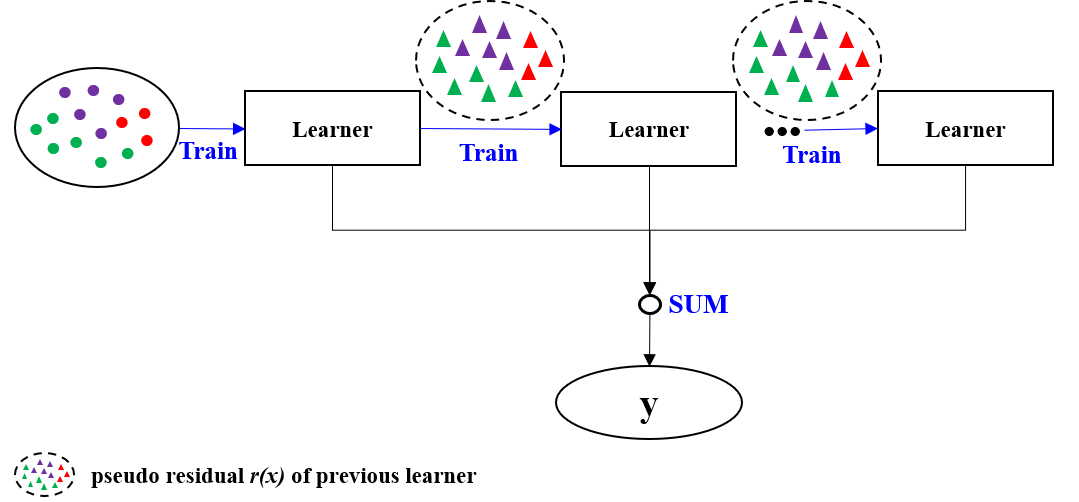 Learner
Learner
Learner
Train
Train
Train
SUM
y
pseudo residual r(x) of previous learner